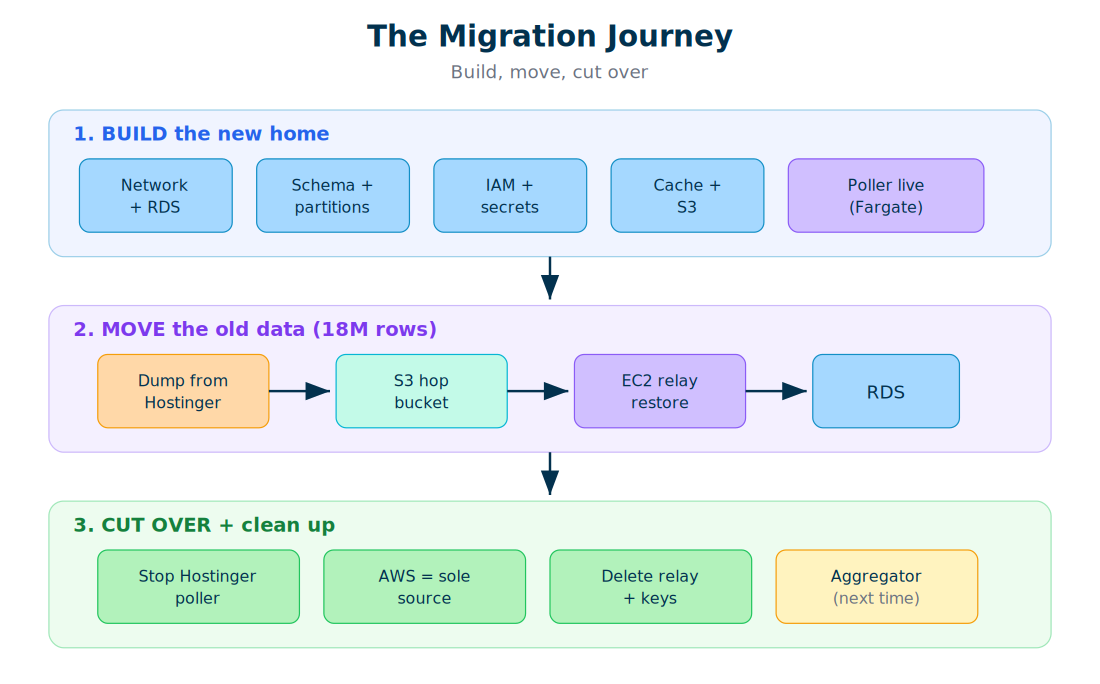 The Migration Journey
Build, move, cut over
1. BUILD the new home
Network
+ RDS
Schema +
partitions
IAM +
secrets
Cache +
S3
Poller live
(Fargate)
2. MOVE the old data (18M rows)
Dump from
Hostinger
S3 hop
bucket
EC2 relay
restore
RDS
3. CUT OVER + clean up
Stop Hostinger
poller
AWS = sole
source
Delete relay
+ keys
Aggregator
(next time)